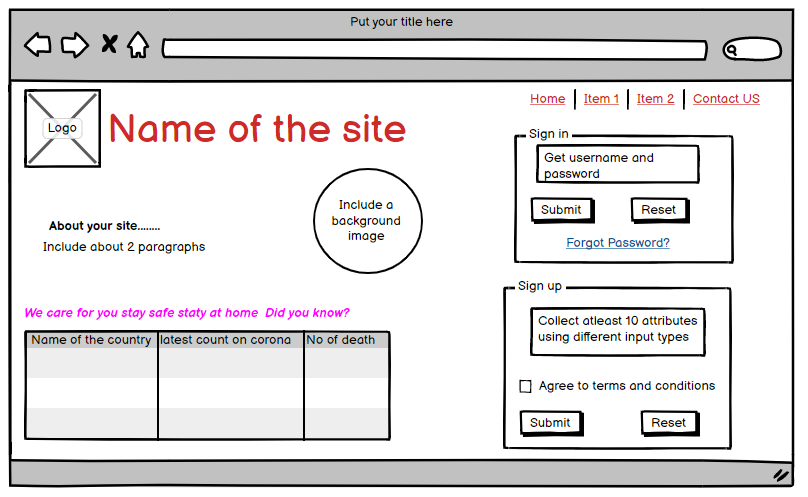 Put your title here
Logo
Name of the site
Home
Item 1
Item 2
Contact US
Sign in
Get username and
password
Submit
Reset
Forgot Password?
Include a
background
image
About your site........
Include about 2 paragraphs
We care for you stay safe staty at home  Did you know?
Name of the country
latest count on corona
No of death
Sign up
Collect atleast 10 attributes
using different input types
Agree to terms and conditions
Submit
Reset